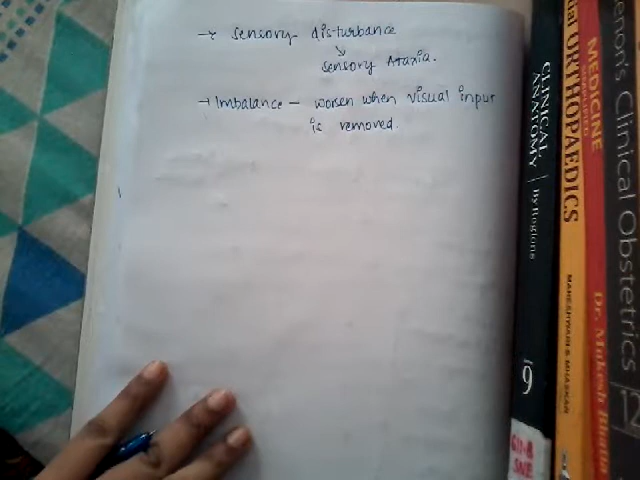 → Sensory- disturbance
↘
sensory Ataxia.
→ Imbalance – worsen when visual input
is removed.
CLINICAL
ANATOMY
By Regions
9
ORTHOPAEDICS
MAHESHWARI & MHASKAR
MEDICINE
Dr. Mukesh Bhatia
Clinical Obstetrics
12